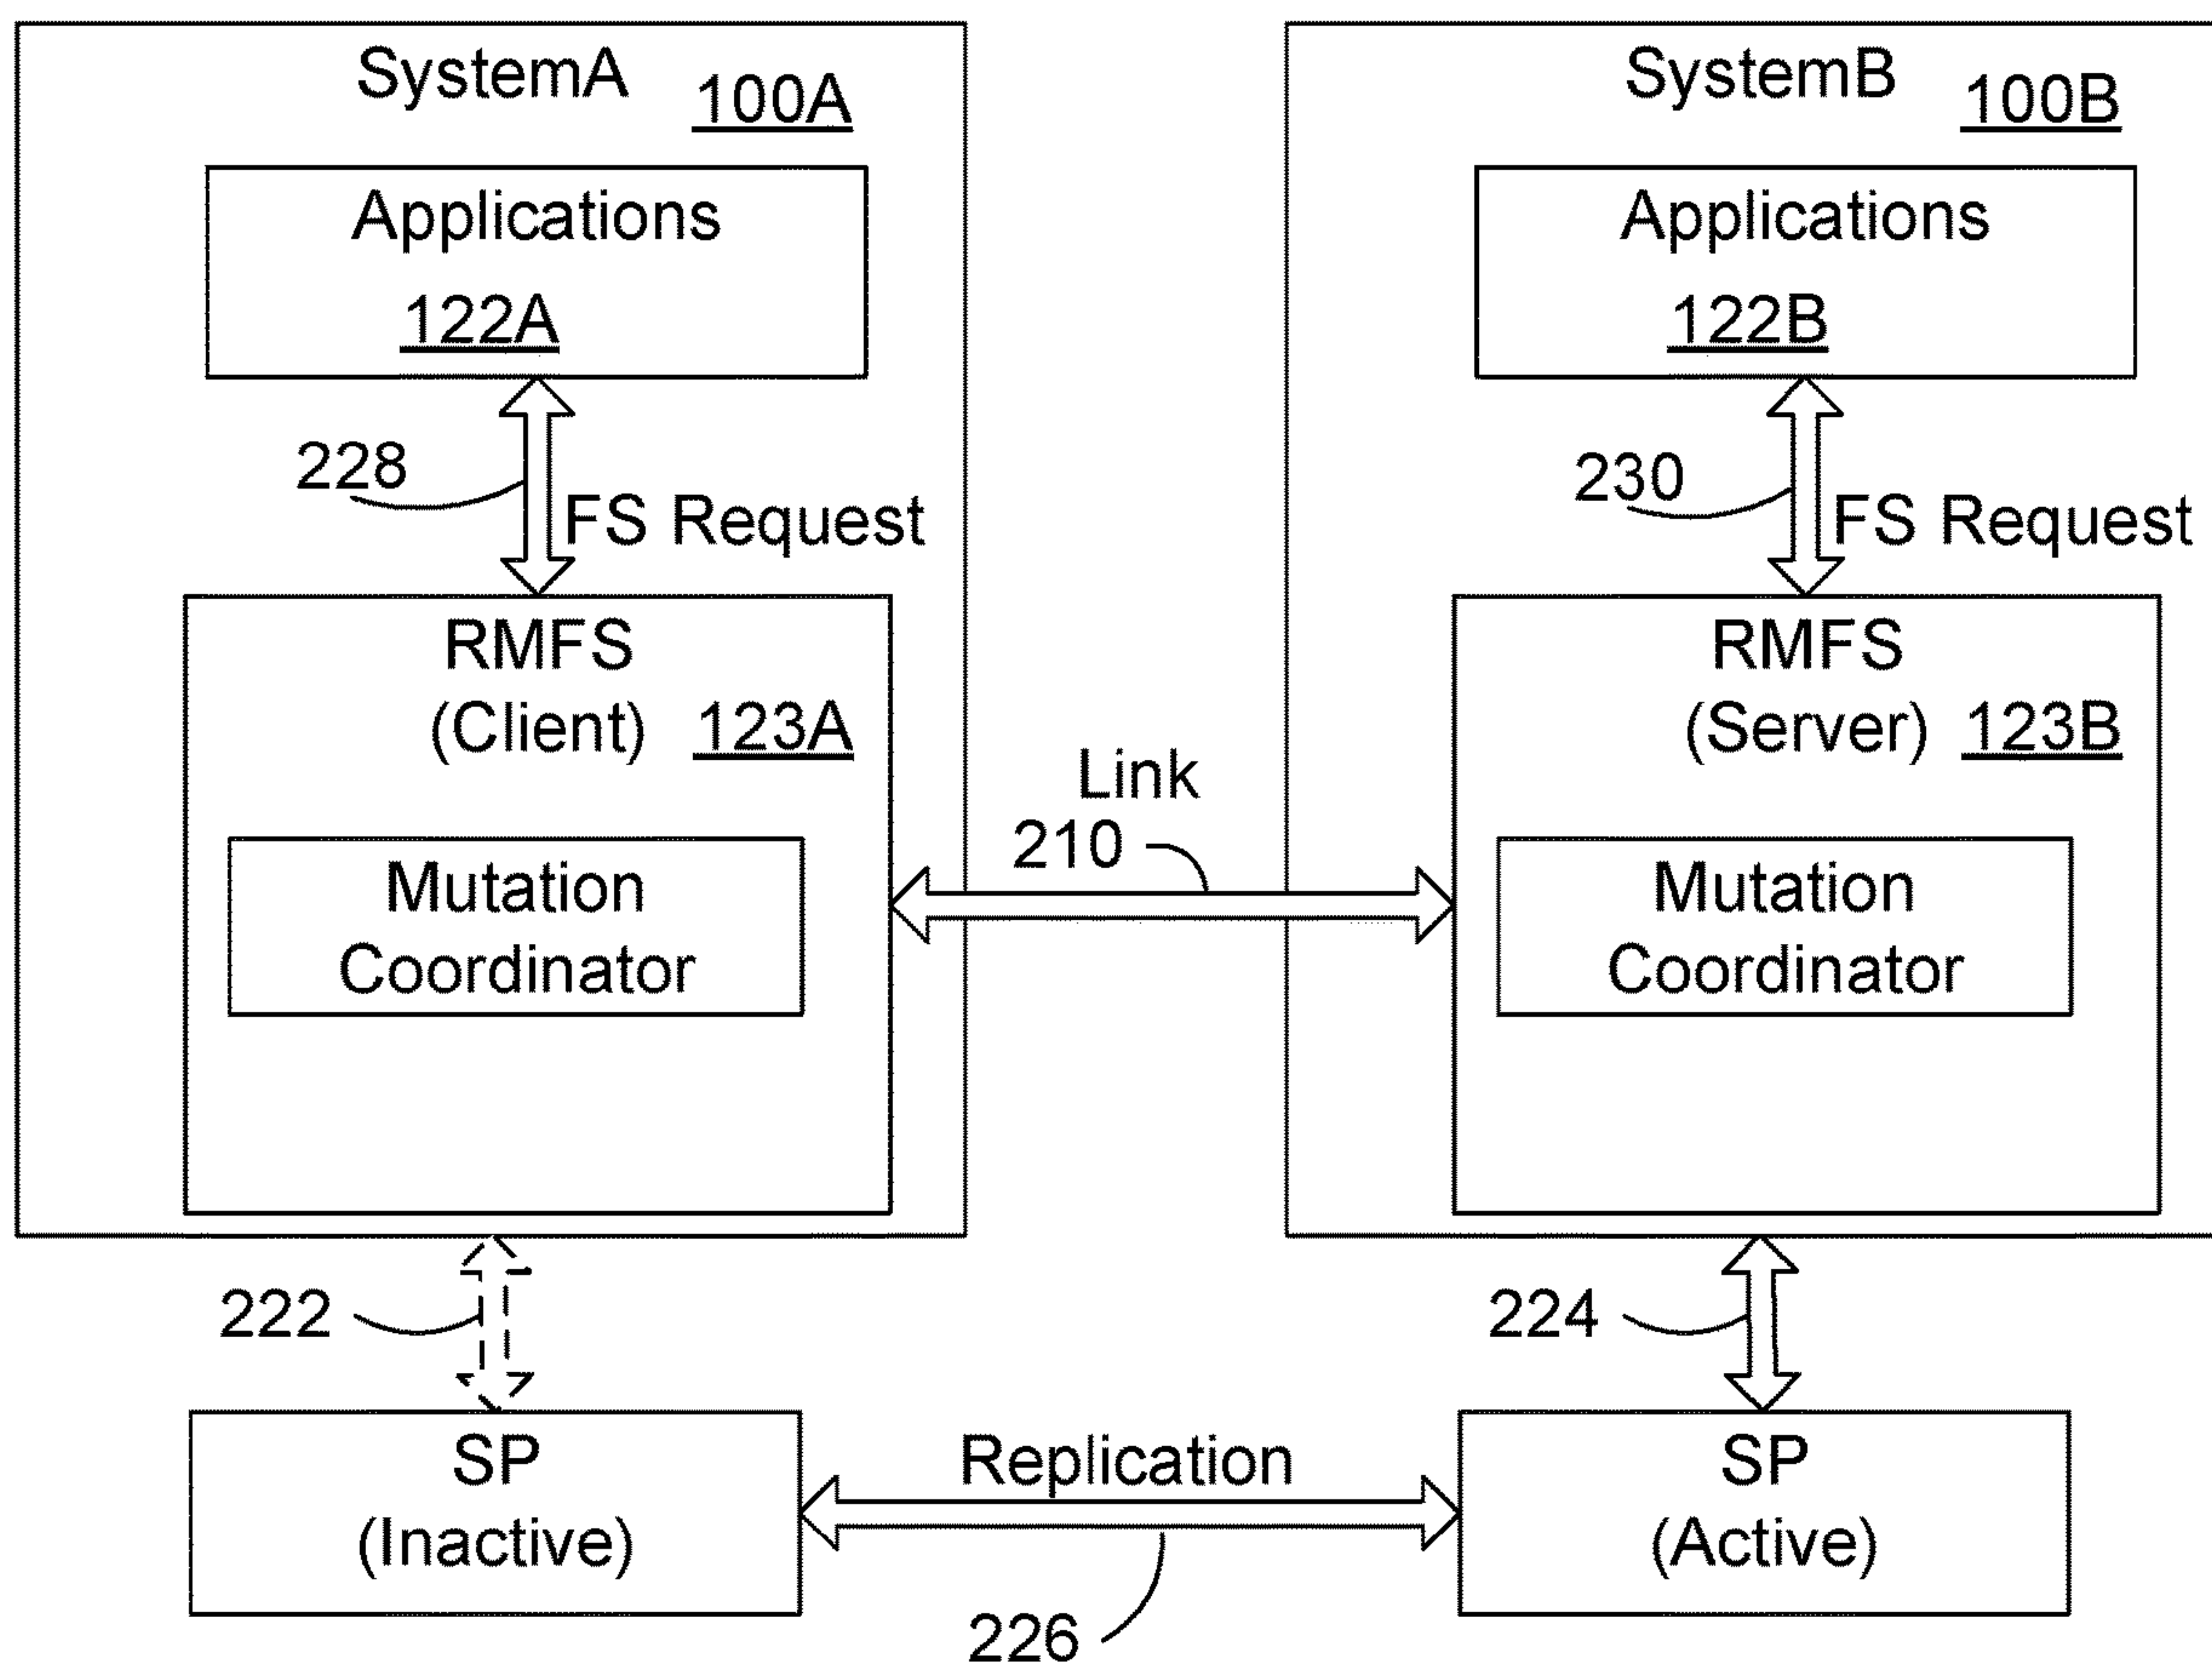 SystemA 100A
Applications
122A
228
FS Request
RMFS
(Client) 123A
Mutation
Coordinator
222
SP
(Inactive)
Link
210
Replication
226
SystemB 100B
Applications
122B
230
FS Request
RMFS
(Server) 123B
Mutation
Coordinator
224
SP
(Active)